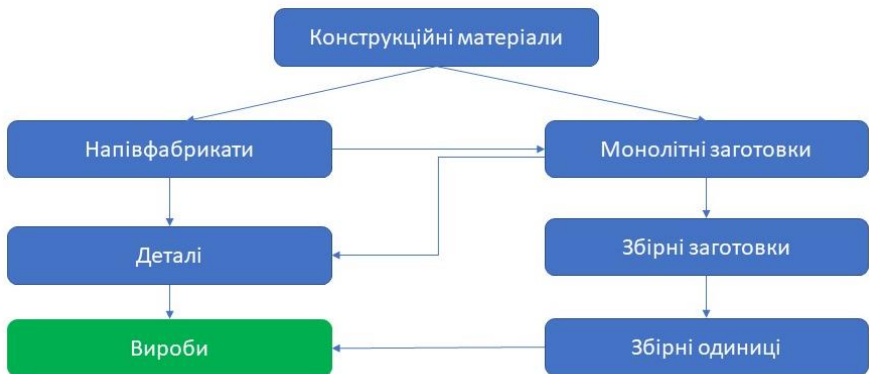 Конструкційні матеріали
Напівфабрикати
Монолітні заготовки
Деталі
Збірні заготовки
Вироби
Збірні одиниці